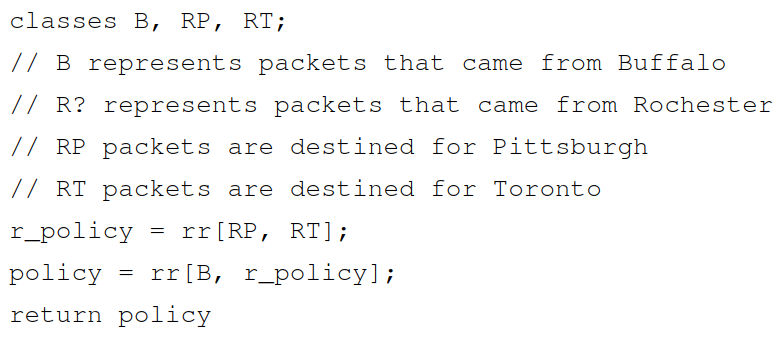 classes B, RP, RT;
// B represents packets that came from Buffalo
// R? represents packets that came from Rochester
// RP packets are destined for Pittsburgh
// RT packets are destined for Toronto
r_policy = rr[RP, RT];
policy = rr[B, r_policy];
return policy